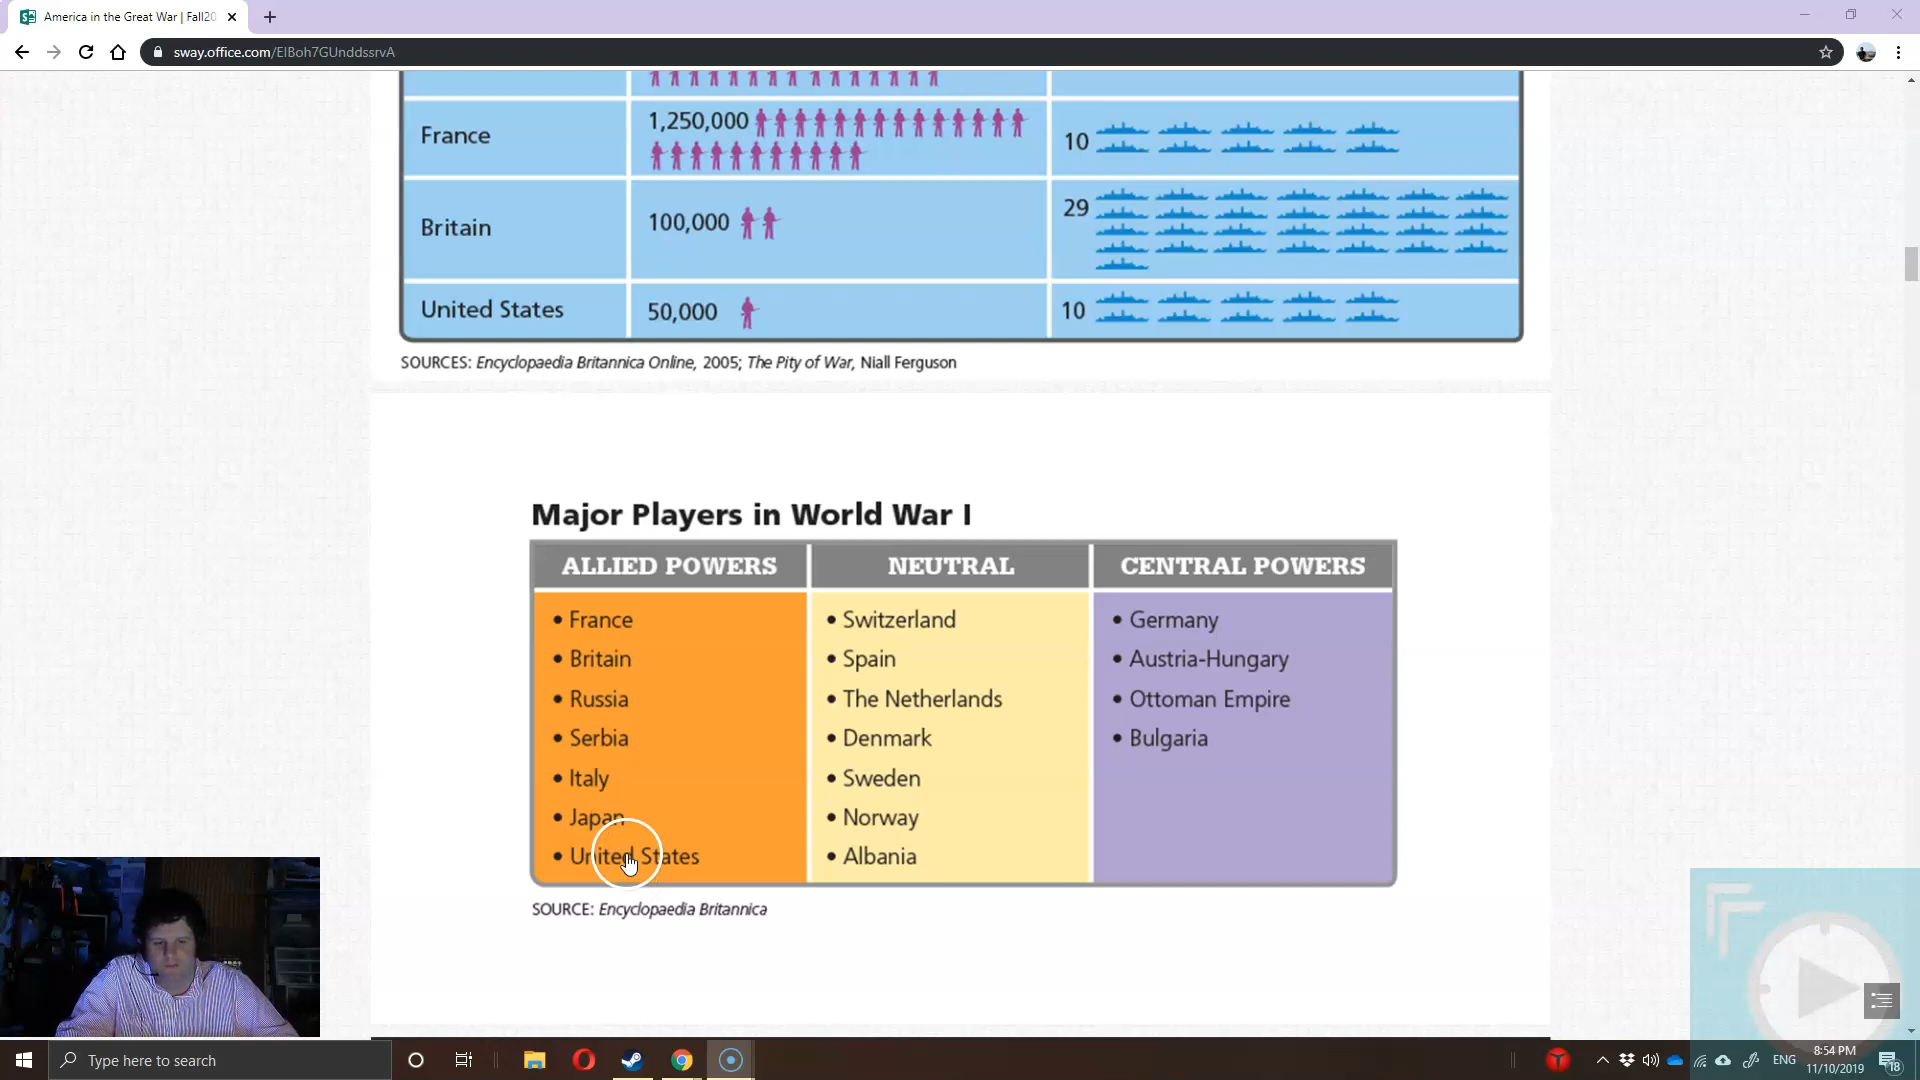 America in the Great War | Fall20
sway.office.com/EIBoh7GUnddssrvA
France
1,250,000
10
Britain
100,000
29
United States
50,000
10
SOURCES: Encyclopaedia Britannica Online, 2005; The Pity of War, Niall Ferguson
Major Players in World War I
ALLIED POWERS
NEUTRAL
CENTRAL POWERS
• France
• Switzerland
• Germany
• Britain
• Spain
• Austria-Hungary
• Russia
• The Netherlands
• Ottoman Empire
• Serbia
• Denmark
• Bulgaria
• Italy
• Sweden
• Japan
• Norway
• United States
• Albania
SOURCE: Encyclopaedia Britannica
Type here to search
ENG
8:54 PM
11/10/2019
18